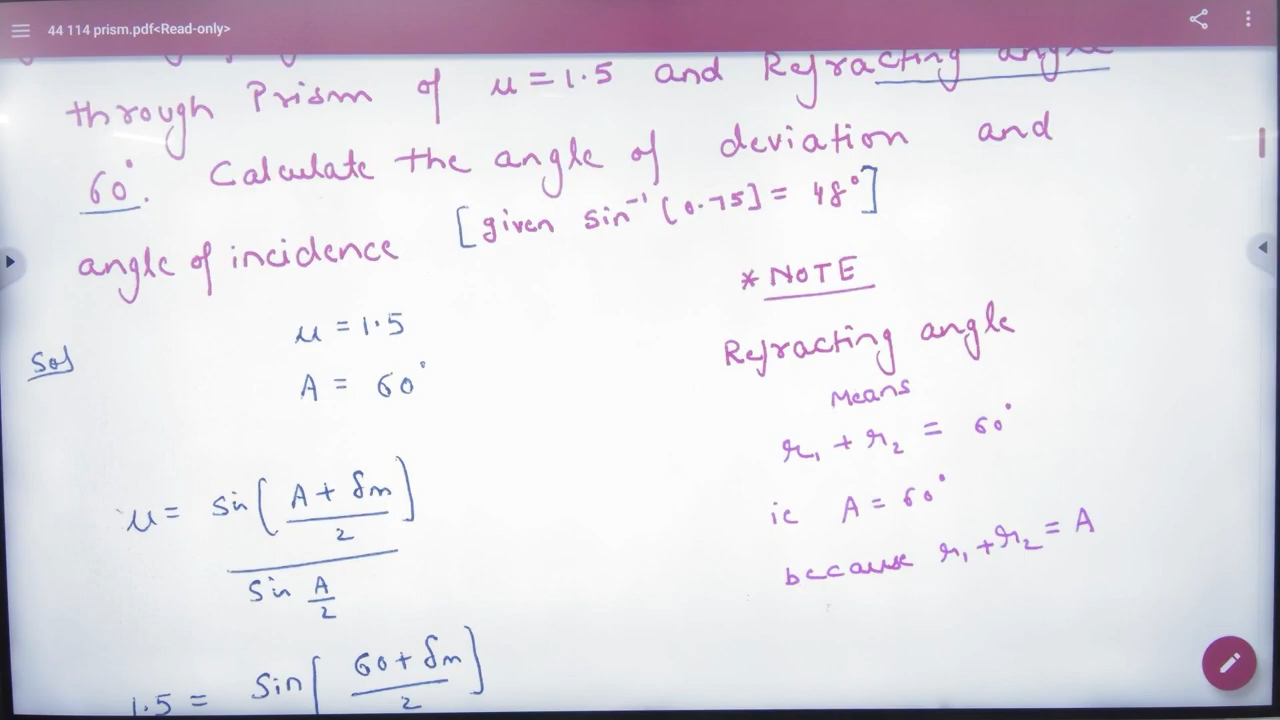 44 114 prism.pdf<Read-only>
through Prism of μ = 1.5 and Refracting angle
60°. Calculate the angle of deviation and
angle of incidence [given sin⁻¹(0.75] = 48°]
* NOTE
Sol
μ = 1.5
A = 60°
Refracting angle
Means
r₁ + r₂ = 60°
ie A = 60°
because r₁ + r₂ = A
μ = sin(A + δm/2]
sin A/2
1.5 = sin[60 + δm/2]